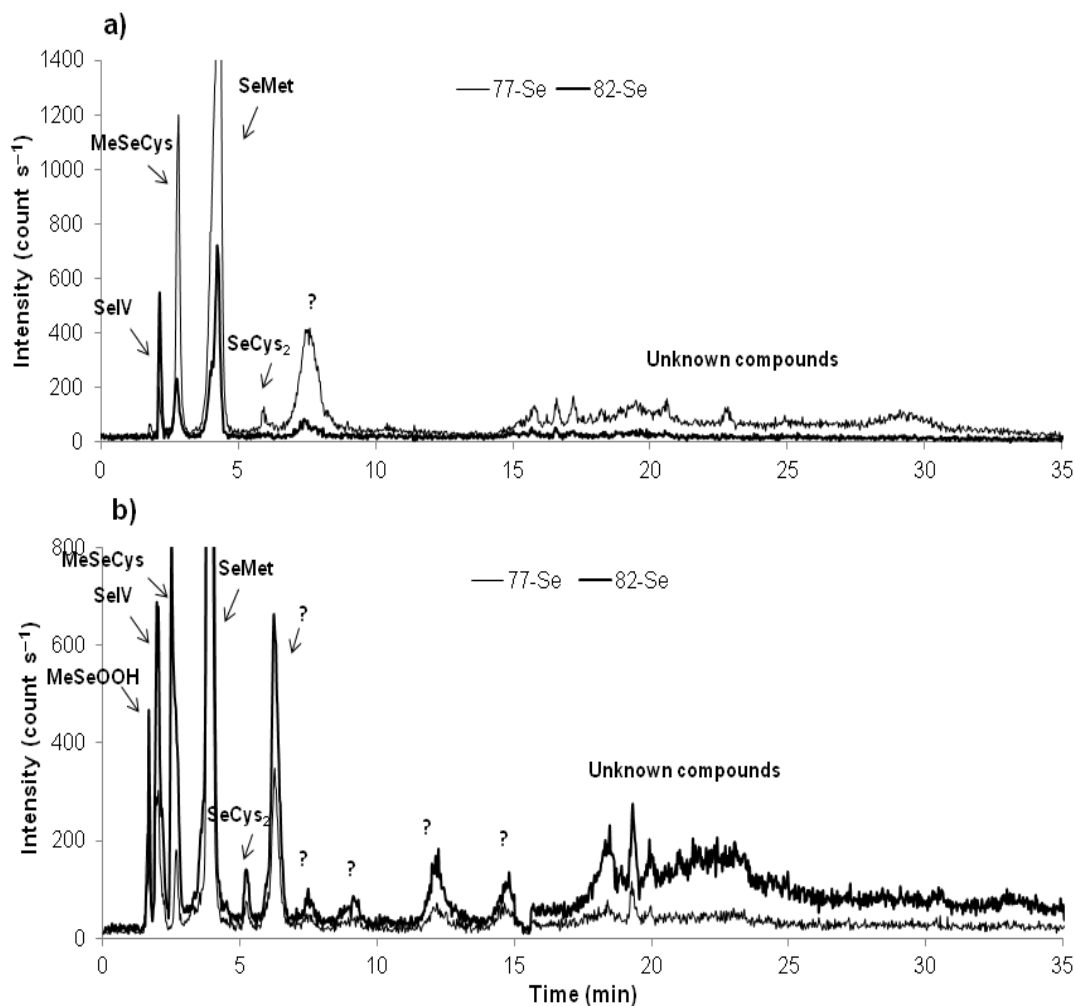 a)
1400
1200
1000
800
600
400
200
0
Intensity (count s⁻¹)
77-Se 82-Se
SeMet
MeSeCys
SeIV
SeCys₂
?
Unknown compounds
0 5 10 15 20 25 30 35
b)
800
600
400
200
0
Intensity (count s⁻¹)
77-Se 82-Se
MeSeCys
SeMet
SeIV
?
MeSeOOH
SeCys₂
?
?
?
?
Unknown compounds
0 5 10 15 20 25 30 35
Time (min)